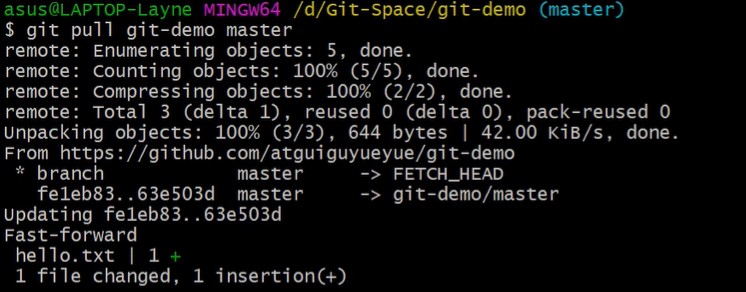 asus@LAPTOP-Layne MINGW64 /d/Git-Space/git-demo (master)
$ git pull git-demo master
remote: Enumerating objects: 5, done.
remote: Counting objects: 100% (5/5), done.
remote: Compressing objects: 100% (2/2), done.
remote: Total 3 (delta 1), reused 0 (delta 0), pack-reused 0
Unpacking objects: 100% (3/3), 644 bytes | 42.00 KiB/s, done.
From https://github.com/atguiguyueyue/git-demo
 * branch            master     -> FETCH_HEAD
   fe1eb83..63e503d  master     -> git-demo/master
Updating fe1eb83..63e503d
Fast-forward
 hello.txt | 1 +
 1 file changed, 1 insertion(+)